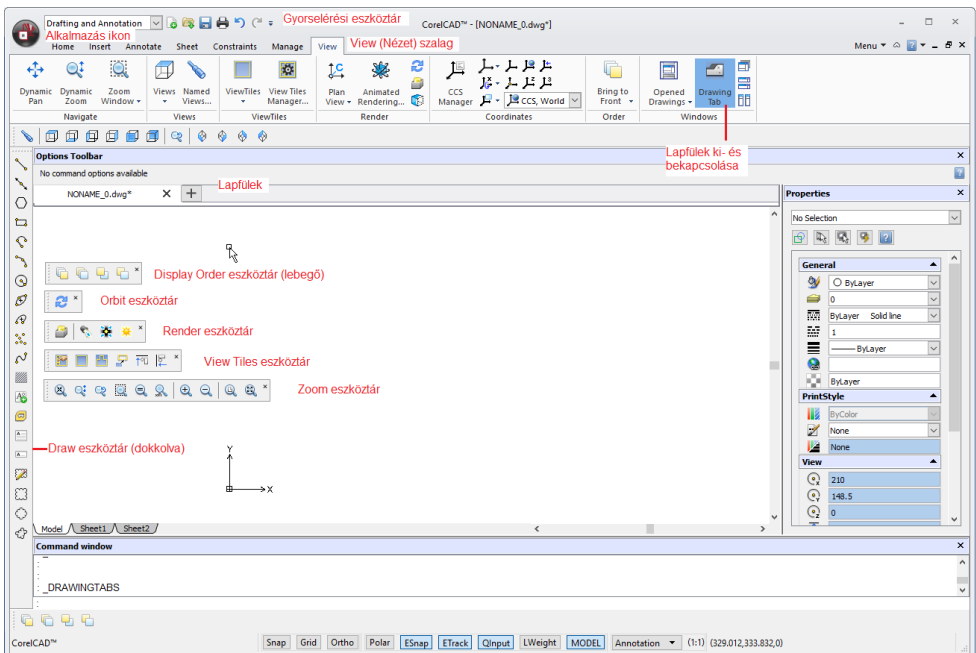 Drafting and Annotation
Gyorselérési eszköztár
CorelCAD™ - [NONAME_0.dwg*]
Alkalmazás ikon
Home Insert Annotate Sheet Constraints Manage View
View (Nézet) szalag
Menu
Dynamic Pan
Dynamic Zoom
Zoom Window
Views
Named Views...
ViewTiles
View Tiles Manager...
Plan View
Animated Rendering...
CCS Manager
CCS, World
Bring to Front
Opened Drawings
Drawing Tab
Navigate
Views
ViewTiles
Render
Coordinates
Order
Windows
Options Toolbar
Lapfülek ki- és
bekapcsolása
No command options available
NONAME_0.dwg*
Lapfülek
Properties
No Selection
Display Order eszköztár (lebegő)
Orbit eszköztár
Render eszköztár
View Tiles eszköztár
Zoom eszköztár
Draw eszköztár (dokkolva)
General
ByLayer
0
ByLayer Solid line
1
ByLayer
ByLayer
PrintStyle
ByColor
None
None
View
210
148.5
0
Y
X
Model Sheet1 Sheet2
Command window
:
:
: _DRAWINGTABS
:
CorelCAD™
Snap Grid Ortho Polar ESnap ETrack QInput LWeight MODEL Annotation (1:1) (329.012,333.832,0)